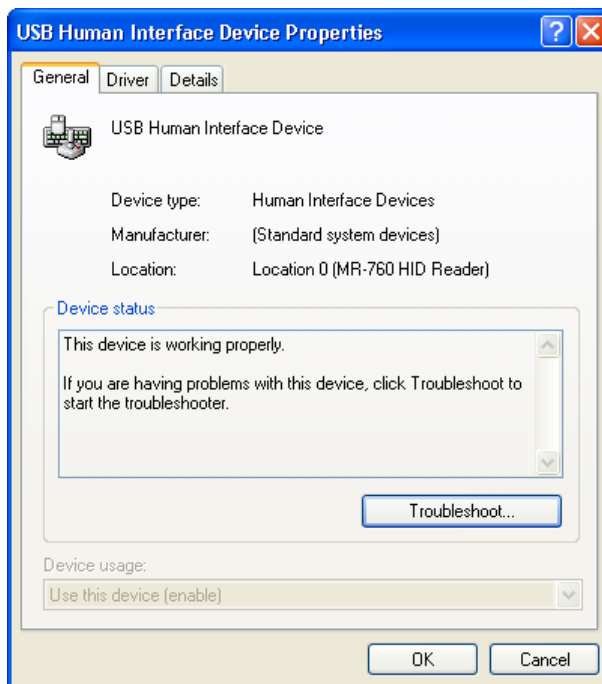 USB Human Interface Device Properties
General Driver Details
USB Human Interface Device
Device type: Human Interface Devices
Manufacturer: (Standard system devices)
Location: Location 0 (MR-760 HID Reader)
Device status
This device is working properly.
If you are having problems with this device, click Troubleshoot to
start the troubleshooter.
Troubleshoot...
Device usage:
Use this device (enable)
OK Cancel